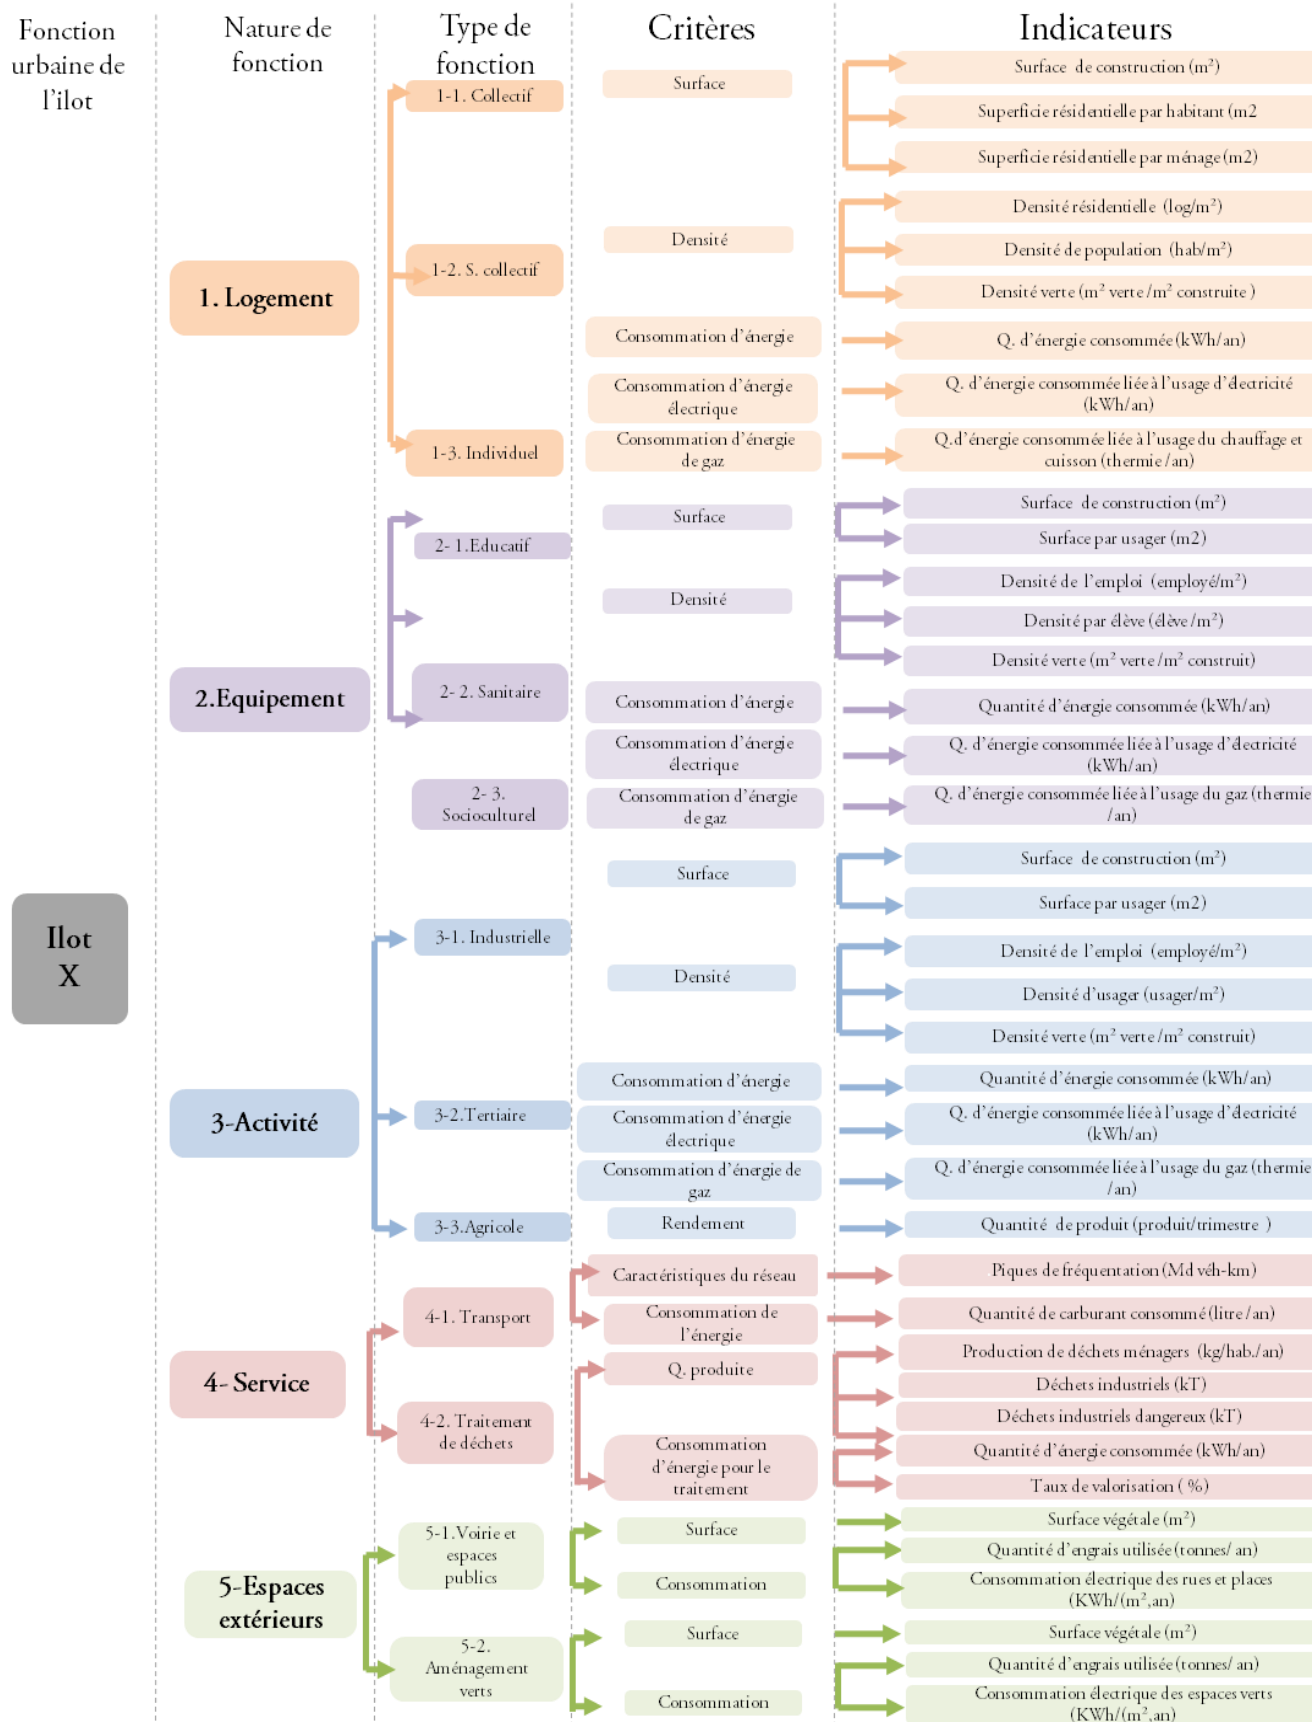 Fonction
urbaine de
l'ilot
Nature de
fonction
Type de
fonction
Critères
Indicateurs
Ilot
X
1. Logement
1-1. Collectif
1-2. S. collectif
1-3. Individuel
Surface
Surface de construction (m²)
Superficie résidentielle par habitant (m2
Superficie résidentielle par ménage (m2)
Densité
Densité résidentielle (log/m²)
Densité de population (hab/m²)
Densité verte (m² verte /m² construite )
Consommation d'énergie
Q. d'énergie consommée (kWh/an)
Consommation d'énergie
électrique
Q. d'énergie consommée liée à l'usage d'électricité
(kWh/an)
Consommation d'énergie
de gaz
Q.d'énergie consommée liée à l'usage du chauffage et
cuisson (thermie /an)
2.Equipement
2- 1.Educatif
2- 2. Sanitaire
2- 3.
Socioculturel
Surface
Surface de construction (m²)
Surface par usager (m2)
Densité
Densité de l'emploi (employé/m²)
Densité par élève (élève /m²)
Densité verte (m² verte /m² construit)
Consommation d'énergie
Quantité d'énergie consommée (kWh/an)
Consommation d'énergie
électrique
Q. d'énergie consommée liée à l'usage d'électricité
(kWh/an)
Consommation d'énergie
de gaz
Q. d'énergie consommée liée à l'usage du gaz (thermie
/an)
3-Activité
3-1. Industrielle
3-2.Tertiaire
3-3.Agricole
Surface
Surface de construction (m²)
Surface par usager (m2)
Densité
Densité de l'emploi (employé/m²)
Densité d'usager (usager/m²)
Densité verte (m² verte /m² construit)
Consommation d'énergie
Quantité d'énergie consommée (kWh/an)
Consommation d'énergie
électrique
Q. d'énergie consommée liée à l'usage d'électricité
(kWh/an)
Consommation d'énergie de
gaz
Q. d'énergie consommée liée à l'usage du gaz (thermie
/an)
Rendement
Quantité de produit (produit/trimestre )
4- Service
4-1. Transport
Caractéristiques du réseau
Piques de fréquentation (Md véh-km)
Consommation de
l'énergie
Quantité de carburant consommé (litre /an)
4-2. Traitement
de déchets
Q. produite
Production de déchets ménagers (kg/hab./an)
Déchets industriels (kT)
Déchets industriels dangereux (kT)
Consommation
d'énergie pour le
traitement
Quantité d'énergie consommée (kWh/an)
Taux de valorisation ( %)
5-Espaces
extérieurs
5-1.Voirie et
espaces
publics
Surface
Surface végétale (m²)
Consommation
Quantité d'engrais utilisée (tonnes/ an)
Consommation électrique des rues et places
(KWh/(m²,an)
5-2.
Aménagement
verts
Surface
Surface végétale (m²)
Consommation
Quantité d'engrais utilisée (tonnes/ an)
Consommation électrique des espaces verts
(KWh/(m²,an)